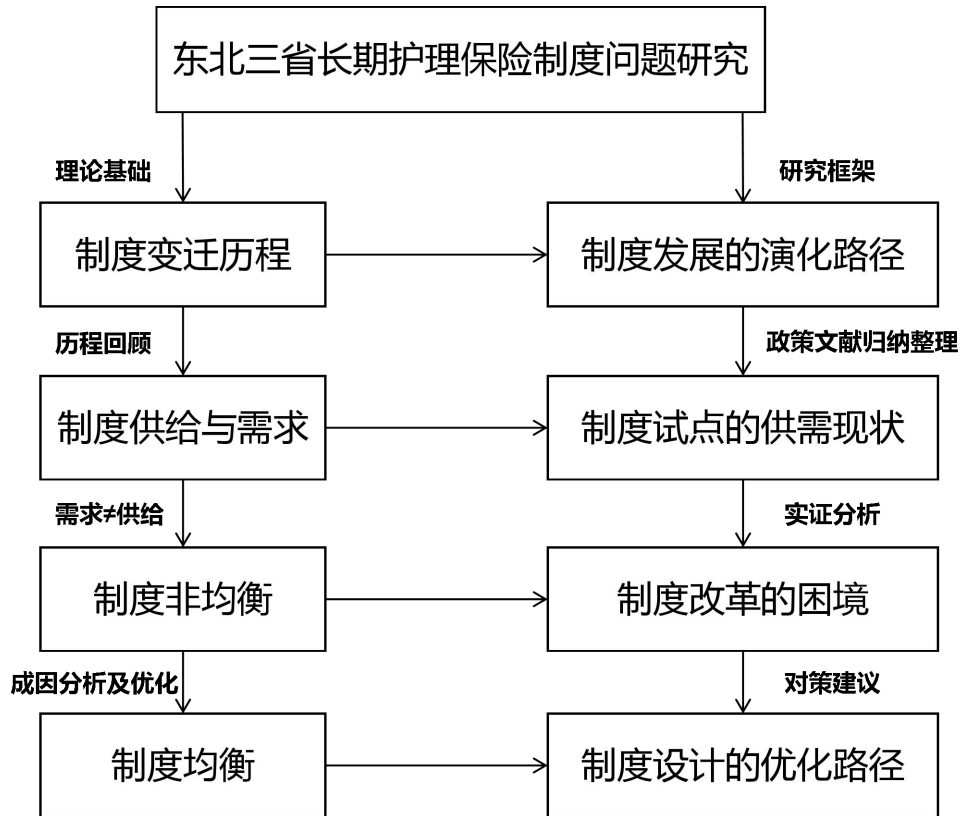 东北三省长期护理保险制度问题研究
理论基础
研究框架
制度变迁历程
制度发展的演化路径
历程回顾
政策文献归纳整理
制度供给与需求
制度试点的供需现状
需求≠供给
实证分析
制度非均衡
制度改革的困境
成因分析及优化
对策建议
制度均衡
制度设计的优化路径